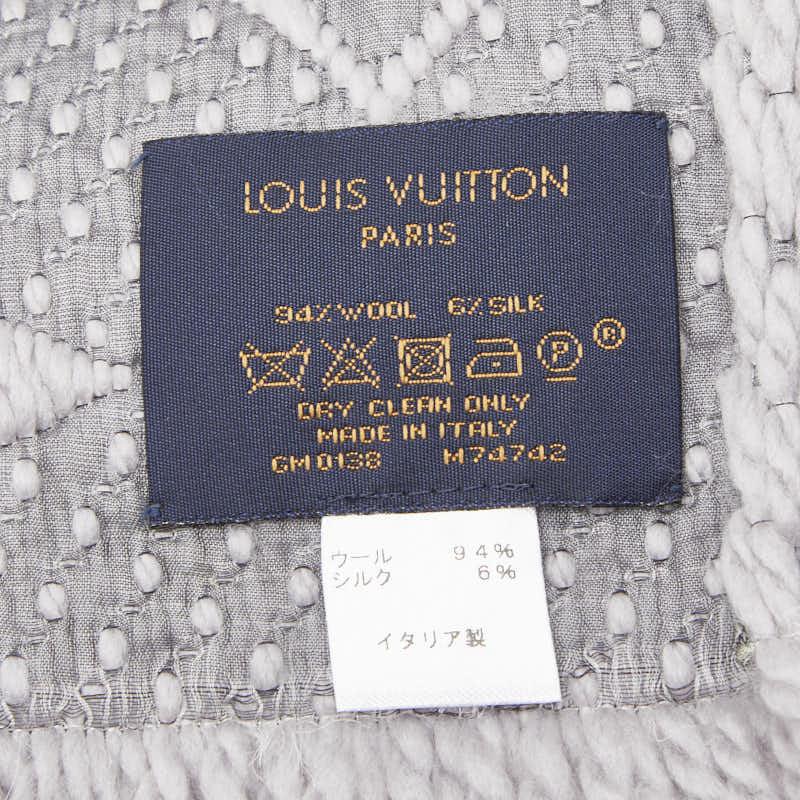 LOUIS VUITTON
PARIS
94% WOOL 6% SILK
P ®
DRY CLEAN ONLY
MADE IN ITALY
GM0138 M74742
ウール 94%
シルク 6%
イタリア製